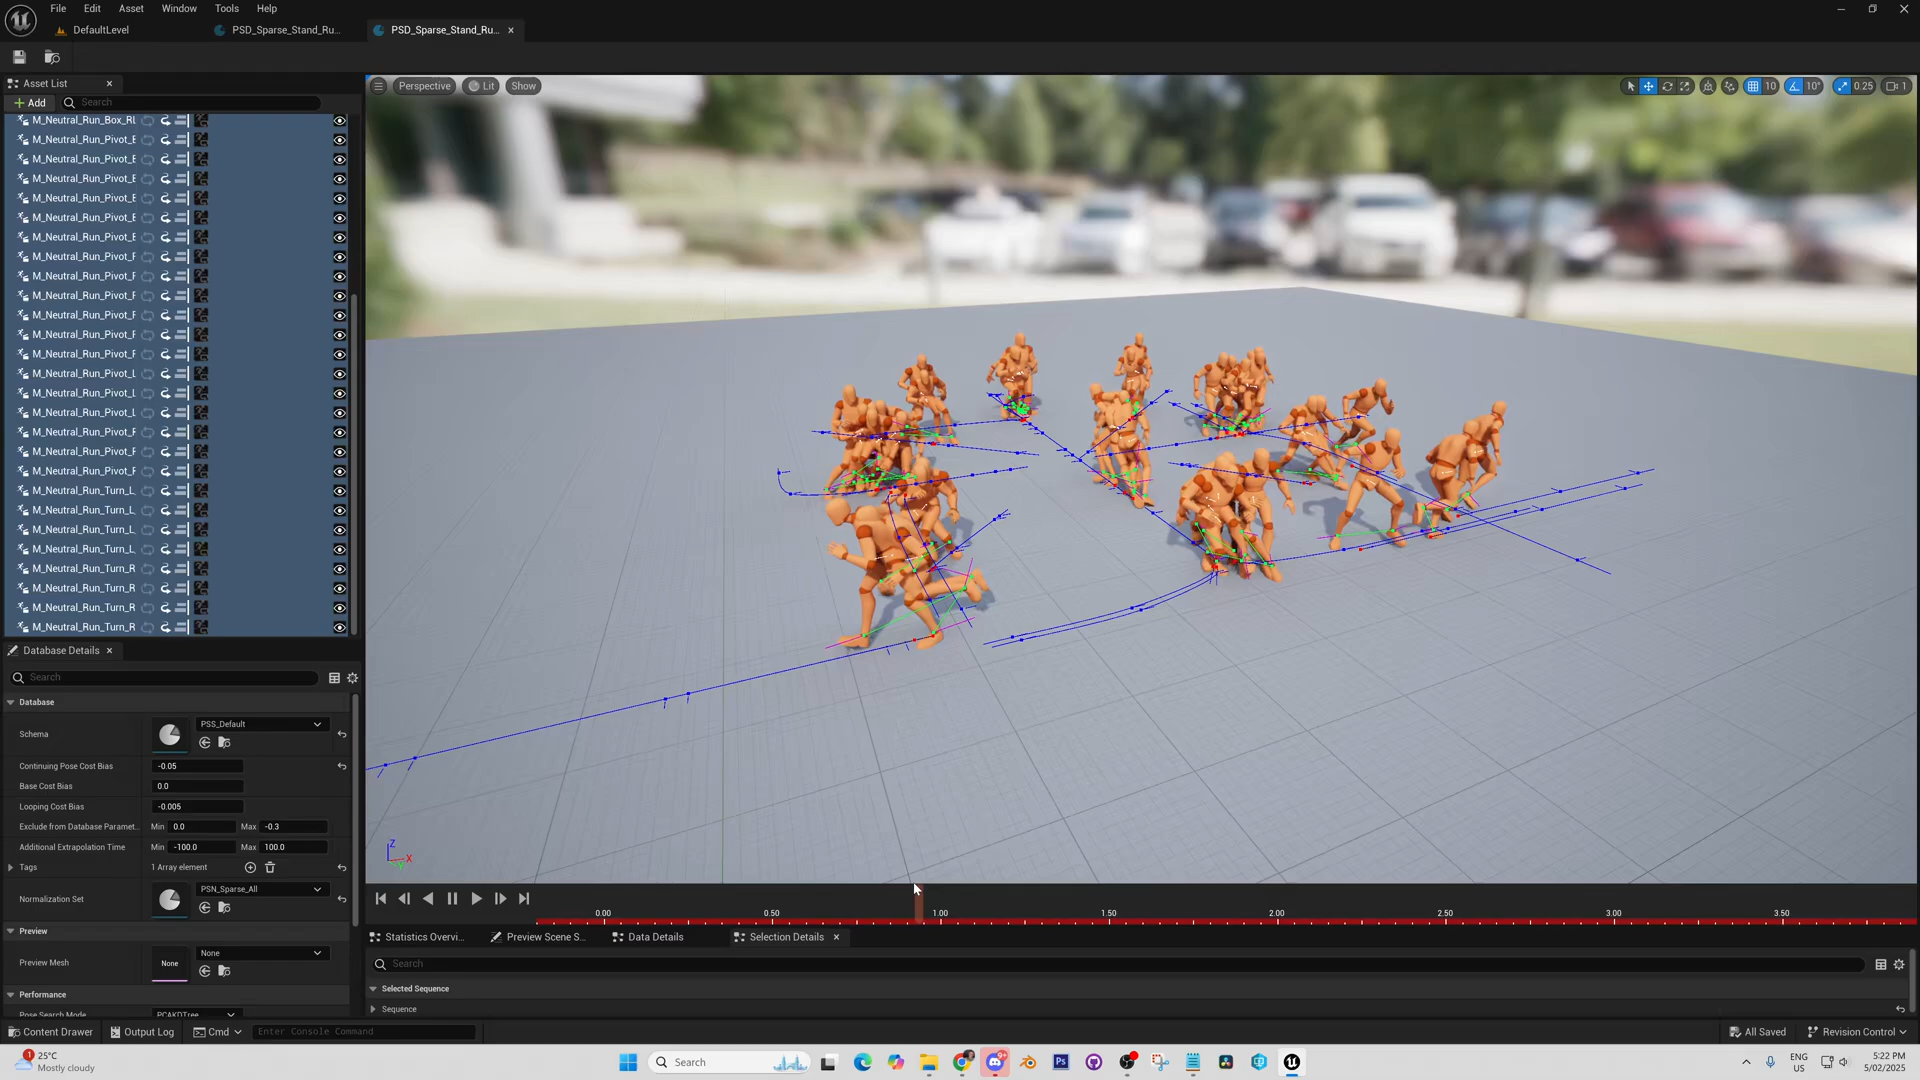 File Edit Asset Window Tools Help
DefaultLevel PSD_Sparse_Stand_Ru... PSD_Sparse_Stand_Ru...
Asset List
Add Search
M_Neutral_Run_Box_RL
M_Neutral_Run_Pivot_E
M_Neutral_Run_Pivot_E
M_Neutral_Run_Pivot_E
M_Neutral_Run_Pivot_E
M_Neutral_Run_Pivot_E
M_Neutral_Run_Pivot_E
M_Neutral_Run_Pivot_F
M_Neutral_Run_Pivot_F
M_Neutral_Run_Pivot_F
M_Neutral_Run_Pivot_F
M_Neutral_Run_Pivot_F
M_Neutral_Run_Pivot_F
M_Neutral_Run_Pivot_L
M_Neutral_Run_Pivot_L
M_Neutral_Run_Pivot_L
M_Neutral_Run_Pivot_F
M_Neutral_Run_Pivot_F
M_Neutral_Run_Pivot_F
M_Neutral_Run_Turn_L
M_Neutral_Run_Turn_L
M_Neutral_Run_Turn_L
M_Neutral_Run_Turn_L
M_Neutral_Run_Turn_R
M_Neutral_Run_Turn_R
M_Neutral_Run_Turn_R
M_Neutral_Run_Turn_R
Perspective Lit Show
10 10° 0.25 1
Database Details
Search
Database
Schema PSS_Default
Continuing Pose Cost Bias -0.05
Base Cost Bias 0.0
Looping Cost Bias -0.005
Exclude from Database Paramet... Min 0.0 Max -0.3
Additional Extrapolation Time Min -100.0 Max 100.0
Tags 1 Array element
Normalization Set PSN_Sparse_All
Preview
Preview Mesh None None
Performance
Pose Search Mode PCAKDTree
Z X
0.00 0.50 1.00 1.50 2.00 2.50 3.00 3.50
Statistics Overvi... Preview Scene S... Data Details Selection Details
Search
Selected Sequence
Sequence
Content Drawer Output Log Cmd Enter Console Command All Saved Revision Control
1 25°C
Mostly cloudy
Search
Ps
9+
ENG
US
5:22 PM
5/02/2025